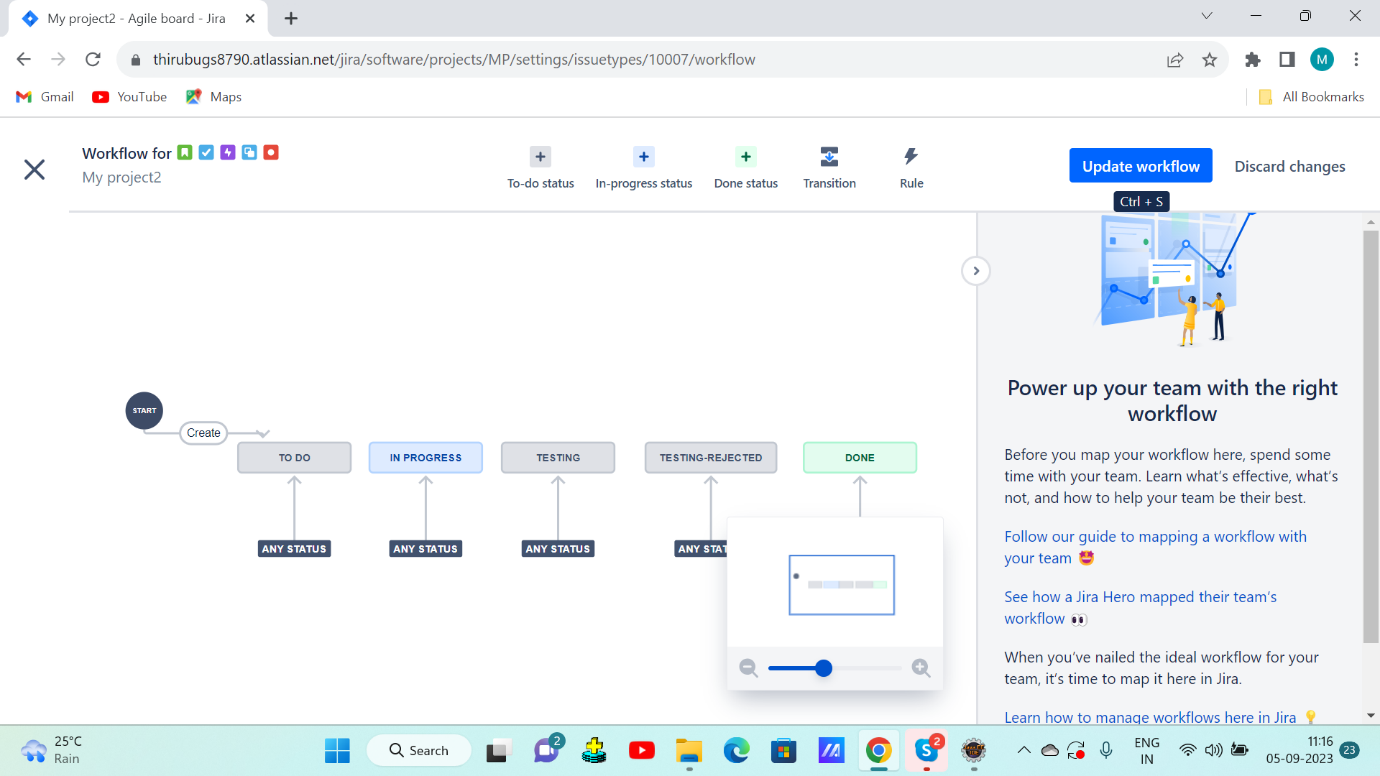 My project2 - Agile board - Jira
thirubugs8790.atlassian.net/jira/software/projects/MP/settings/issuetypes/10007/workflow
M
Gmail
YouTube
Maps
All Bookmarks
Workflow for
My project2
To-do status
In-progress status
Done status
Transition
Rule
Update workflow
Discard changes
Ctrl + S
START
Create
TO DO
IN PROGRESS
TESTING
TESTING-REJECTED
DONE
ANY STATUS
ANY STATUS
ANY STATUS
ANY STAT
Power up your team with the right
workflow
Before you map your workflow here, spend some
time with your team. Learn what's effective, what's
not, and how to help your team be their best.
Follow our guide to mapping a workflow with
your team 🤩
See how a Jira Hero mapped their team's
workflow 👀
When you've nailed the ideal workflow for your
team, it's time to map it here in Jira.
Learn how to manage workflows here in Jira 💡
25°C
Rain
Search
2
2
ENG
IN
11:16
05-09-2023
23